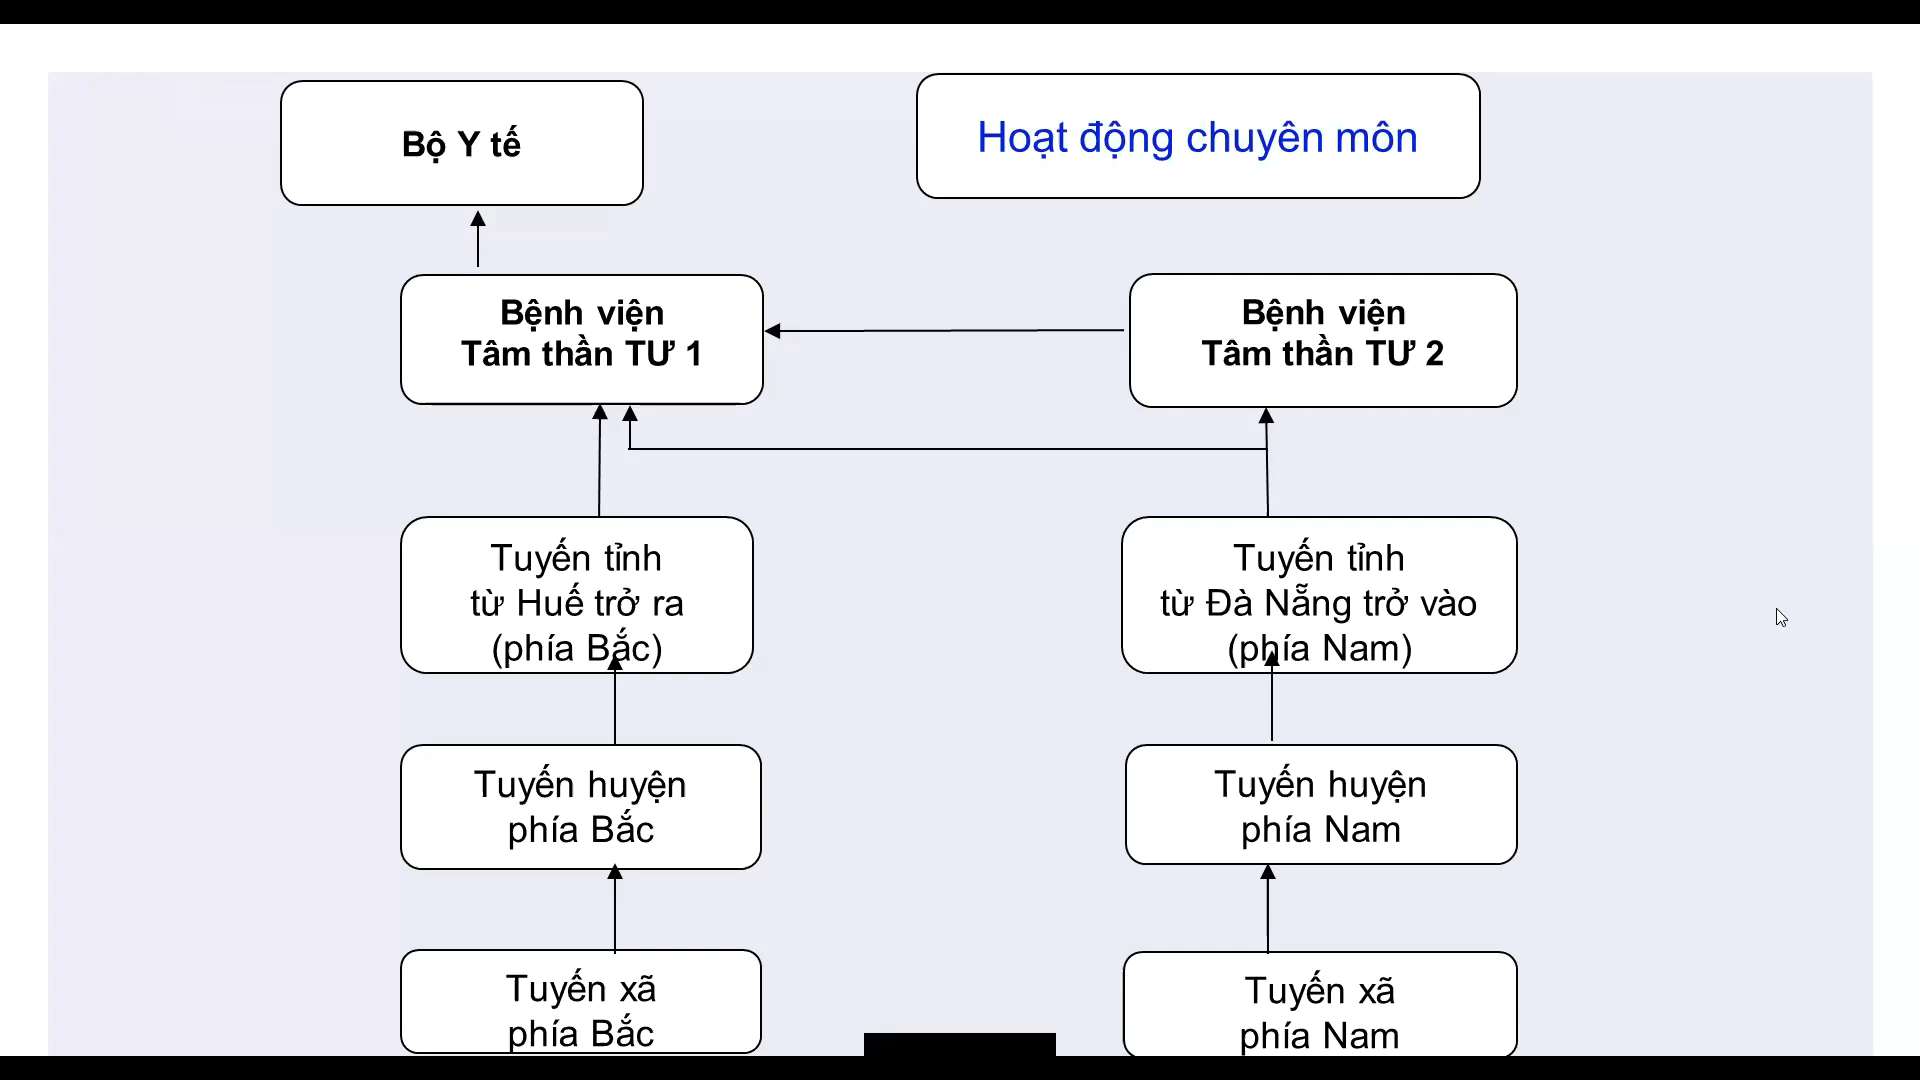 Bộ Y tế
Hoạt động chuyên môn
Bệnh viện
Tâm thần TƯ 1
Bệnh viện
Tâm thần TƯ 2
Tuyến tỉnh
từ Huế trở ra
(phía Bắc)
Tuyến tỉnh
từ Đà Nẵng trở vào
(phía Nam)
Tuyến huyện
phía Bắc
Tuyến huyện
phía Nam
Tuyến xã
phía Bắc
Tuyến xã
phía Nam